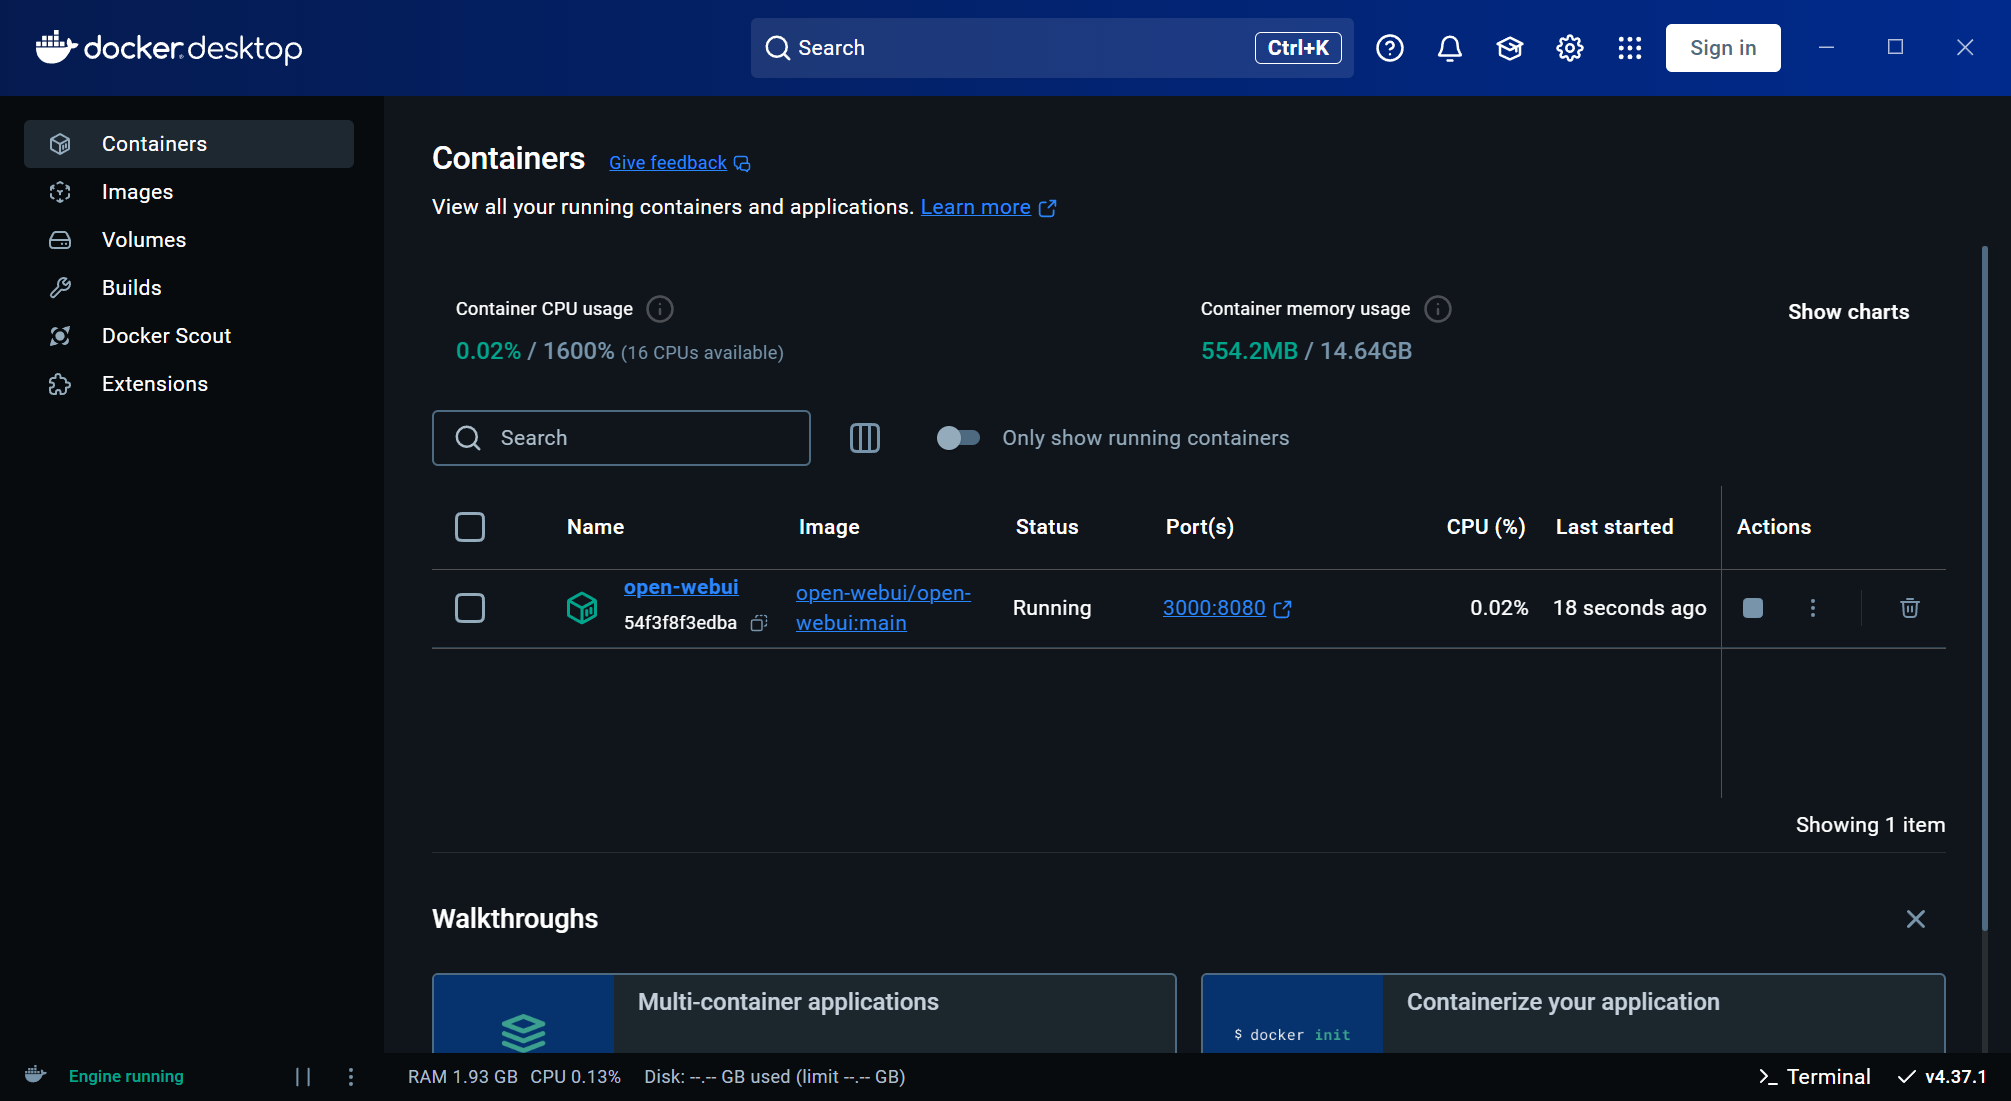 docker desktop
Search
Ctrl+K
Sign in
Containers
Images
Volumes
Builds
Docker Scout
Extensions
Containers
Give feedback
View all your running containers and applications. Learn more
Container CPU usage
0.02% / 1600% (16 CPUs available)
Container memory usage
554.2MB / 14.64GB
Show charts
Search
Only show running containers
Name Image Status Port(s) CPU (%) Last started Actions
open-webui
54f3f8f3edba
open-webui/open-
webui:main
Running
3000:8080
0.02%
18 seconds ago
Showing 1 item
Walkthroughs
Multi-container applications
$ docker init
Containerize your application
Engine running
RAM 1.93 GB CPU 0.13% Disk: --.-- GB used (limit --.-- GB)
>_ Terminal
v4.37.1